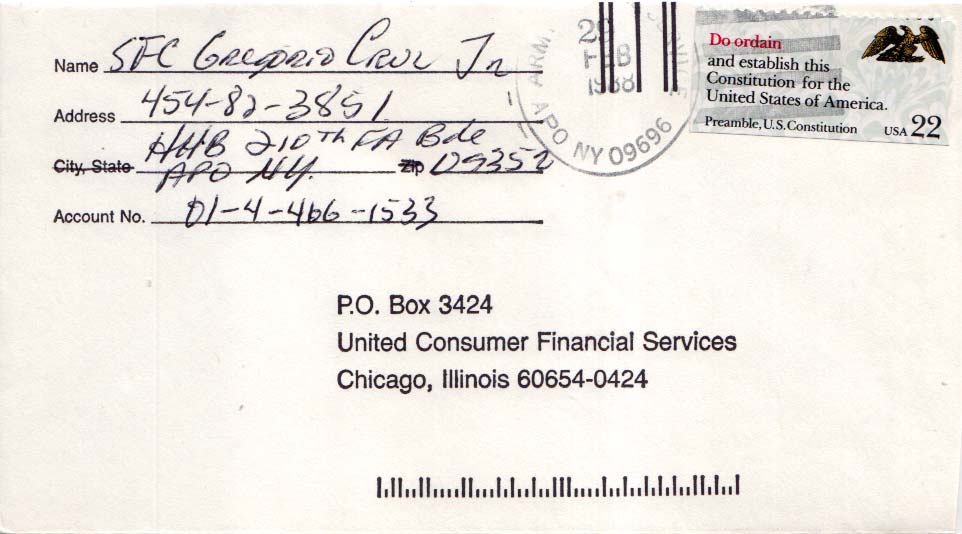 Name SFC Gregorio Cruz Jr
Address 454-82-3851
HHB 210th FA Bde
City, State APO NY. Zip 09352
Account No. 01-4-466-1533
ARM
20
FEB
1988
APO NY 09696
Do ordain
and establish this
Constitution for the
United States of America.
Preamble, U.S. Constitution USA 22
P.O. Box 3424
United Consumer Financial Services
Chicago, Illinois 60654-0424